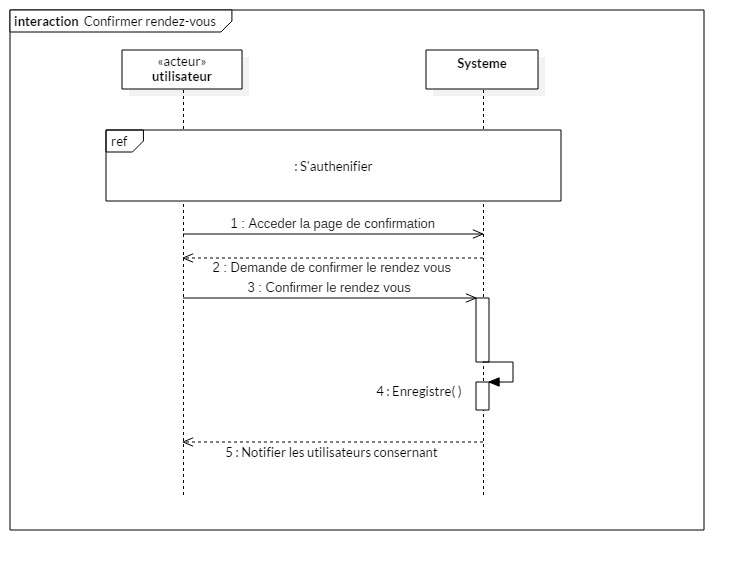 interaction Confirmer rendez-vous
«acteur»
utilisateur
Systeme
ref
: S'authenifier
1 : Acceder la page de confirmation
2 : Demande de confirmer le rendez vous
3 : Confirmer le rendez vous
4 : Enregistre( )
5 : Notifier les utilisateurs consernant